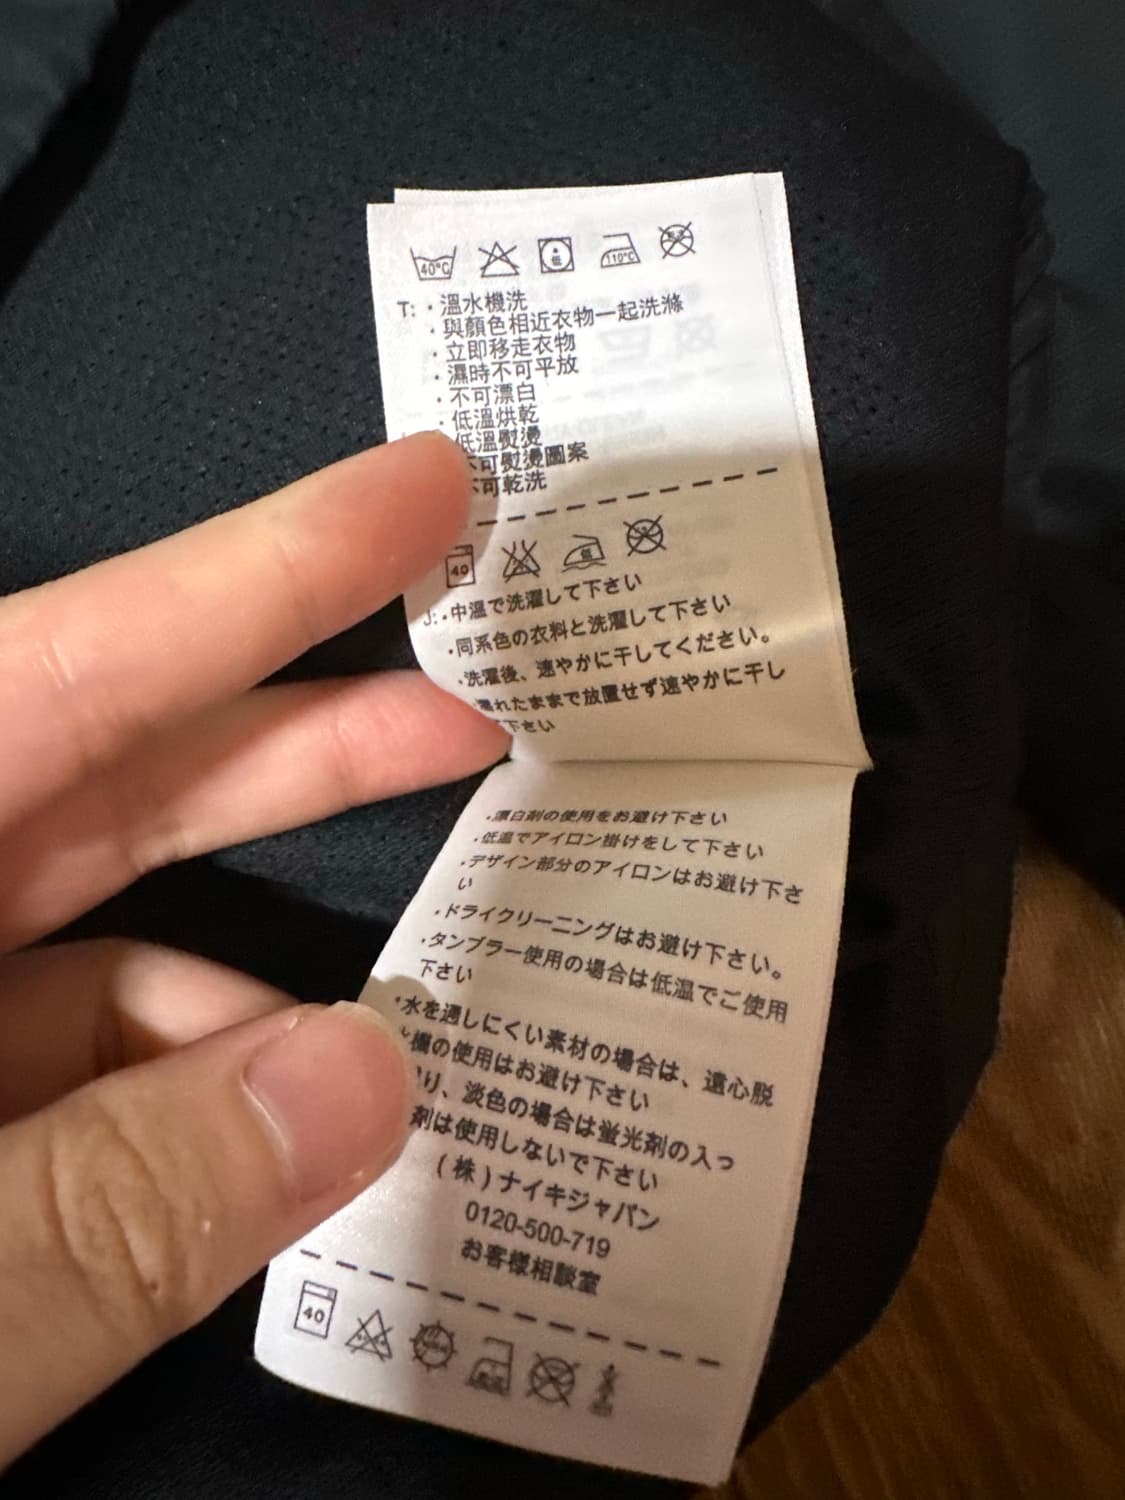 40°C 低 110°C
T: ·溫水機洗
·與顏色相近衣物一起洗滌
·立即移走衣物
·濕時不可平放
·不可漂白
·低溫烘乾
低溫熨燙
不可熨燙圖案
不可乾洗
40 低
J: ·中温で洗濯して下さい
·同系色の衣料と洗濯して下さい
·洗濯後、速やかに干してください。
濡れたままで放置せず速やかに干し
下さい
·漂白剤の使用をお避け下さい
·低温でアイロン掛けをして下さい
·デザイン部分のアイロンはお避け下さ
い
·ドライクリーニングはお避け下さい。
·タンブラー使用の場合は低温でご使用
下さい
·水を通しにくい素材の場合は、遠心脱
機の使用はお避け下さい
り、淡色の場合は蛍光剤の入っ
剤は使用しないで下さい
(株)ナイキジャパン
0120-500-719
お客様相談室
40